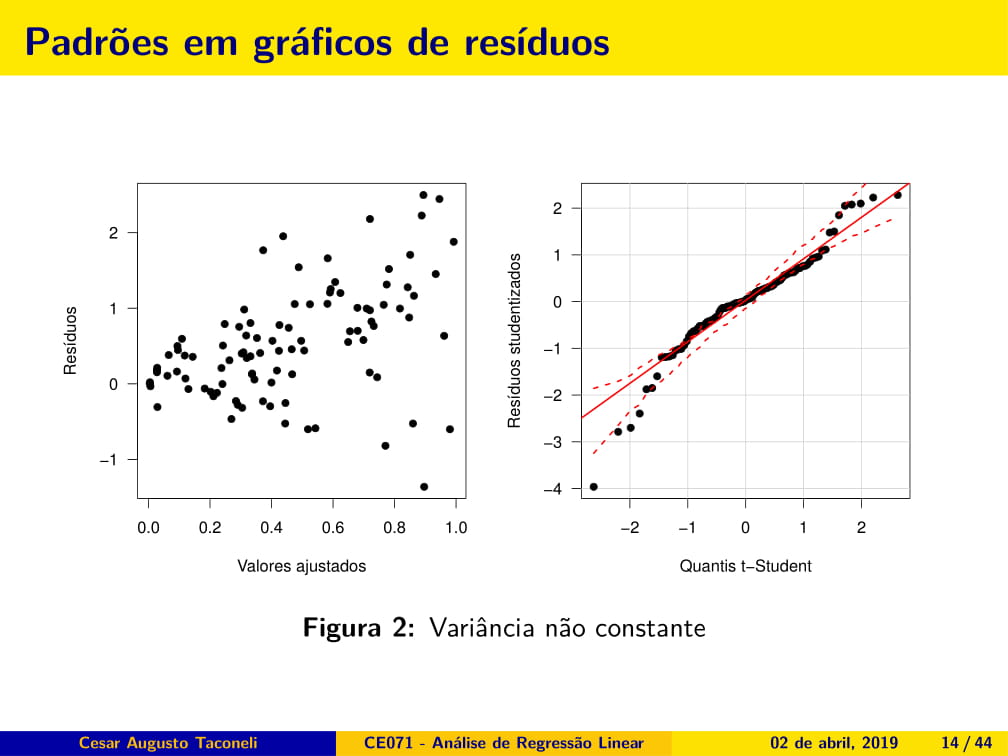 Padrões em gráficos de resíduos
2
1
0
−1
Resíduos
0.0 0.2 0.4 0.6 0.8 1.0
Valores ajustados
2
1
0
−1
−2
−3
−4
Resíduos studentizados
−2 −1 0 1 2
Quantis t−Student
Figura 2: Variância não constante
Cesar Augusto Taconeli CE071 - Análise de Regressão Linear 02 de abril, 2019 14 / 44